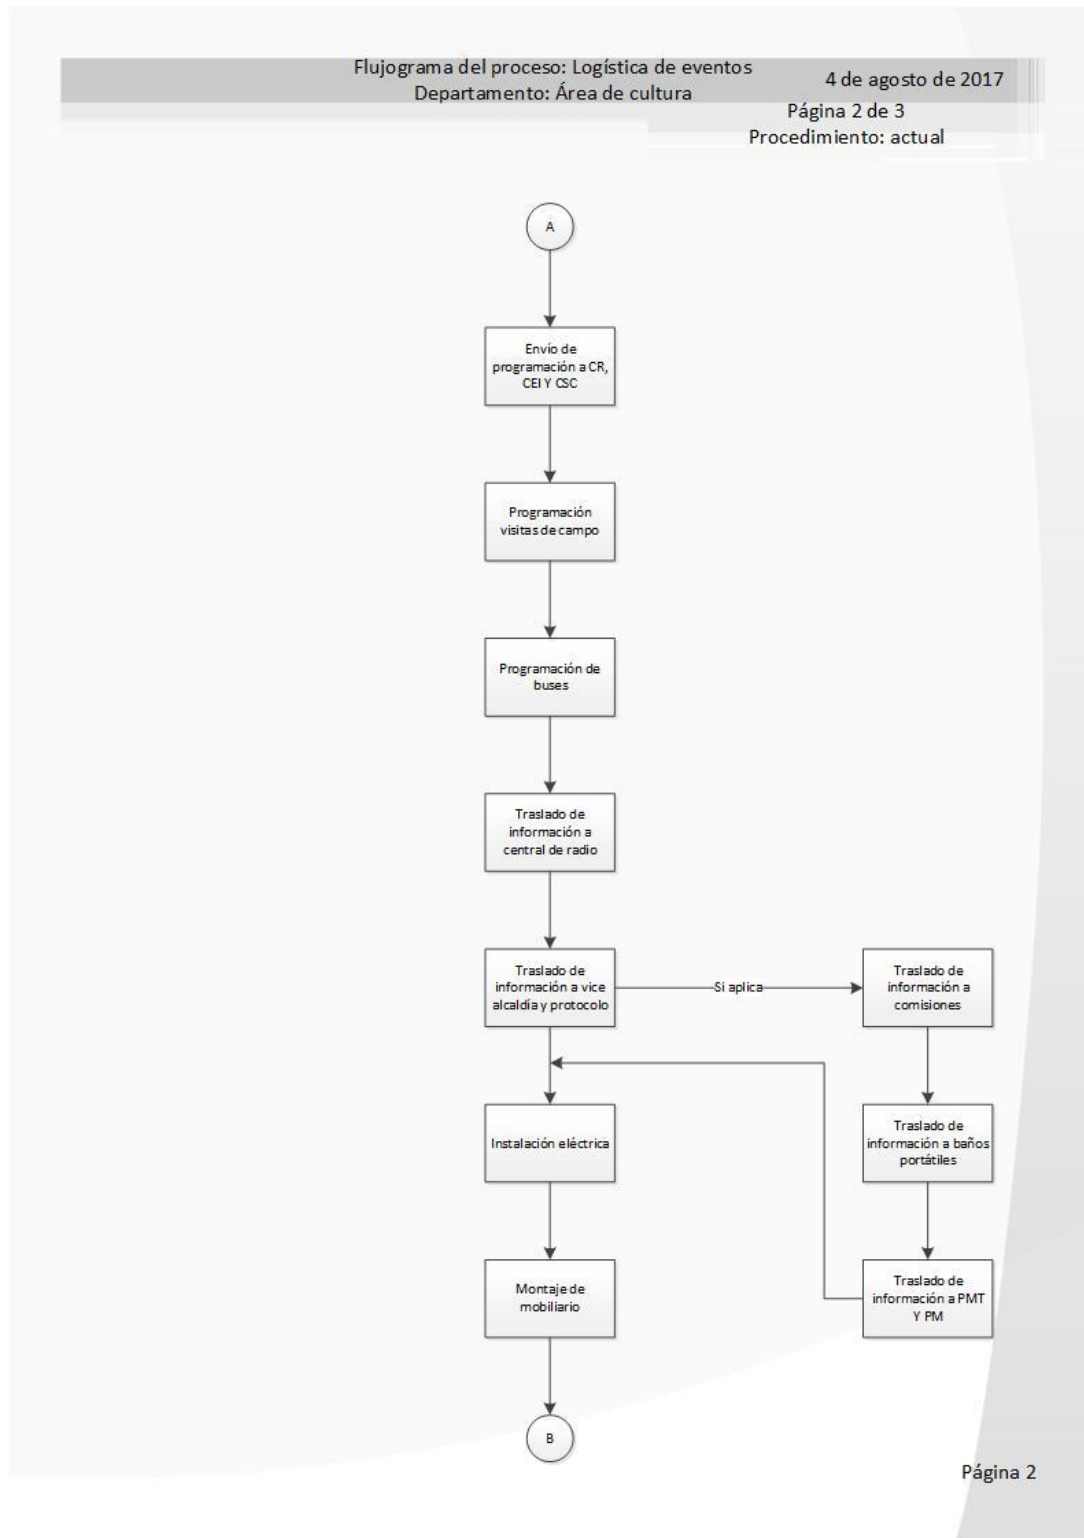 Flujograma del proceso: Logística de eventos
Departamento: Área de cultura
4 de agosto de 2017
Página 2 de 3
Procedimiento: actual
A
Envío de
programación a CR,
CEI Y CSC
Programación
visitas de campo
Programación de
buses
Traslado de
información a
central de radio
Traslado de
información a vice
alcaldía y protocolo
Si aplica
Traslado de
información a
comisiones
Instalación eléctrica
Traslado de
información a baños
portátiles
Montaje de
mobiliario
Traslado de
información a PMT
Y PM
B
Página 2